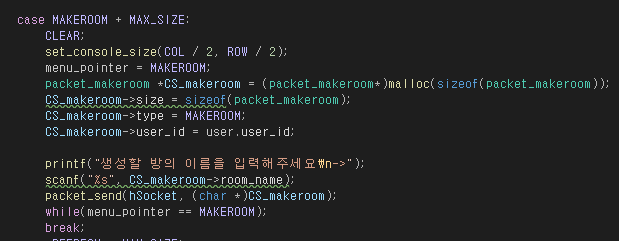 case MAKEROOM + MAX_SIZE:
CLEAR;
set_console_size(COL / 2, ROW / 2);
menu_pointer = MAKEROOM;
packet_makeroom *CS_makeroom = (packet_makeroom*)malloc(sizeof(packet_makeroom));
CS_makeroom->size = sizeof(packet_makeroom);
CS_makeroom->type = MAKEROOM;
CS_makeroom->user_id = user.user_id;
printf("생성할 방의 이름을 입력해주세요₩n->");
scanf("%s", CS_makeroom->room_name);
packet_send(hSocket, (char *)CS_makeroom);
while(menu_pointer == MAKEROOM);
break;